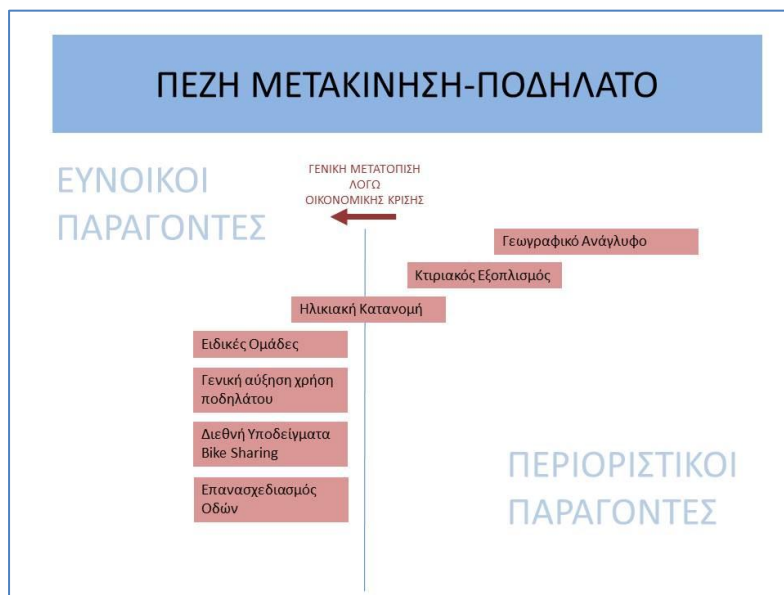 ΠΕΖΗ ΜΕΤΑΚΙΝΗΣΗ-ΠΟΔΗΛΑΤΟ
ΕΥΝΟΙΚΟΙ
ΠΑΡΑΓΟΝΤΕΣ
ΓΕΝΙΚΗ ΜΕΤΑΤΟΠΙΣΗ
ΛΟΓΩ
ΟΙΚΟΝΟΜΙΚΗΣ ΚΡΙΣΗΣ
Γεωγραφικό Ανάγλυφο
Κτιριακός Εξοπλισμός
Ηλικιακή Κατανομή
Ειδικές Ομάδες
Γενική αύξηση χρήση
ποδηλάτου
Διεθνή Υποδείγματα
Bike Sharing
Επανασχεδιασμός
Οδών
ΠΕΡΙΟΡΙΣΤΙΚΟΙ
ΠΑΡΑΓΟΝΤΕΣ